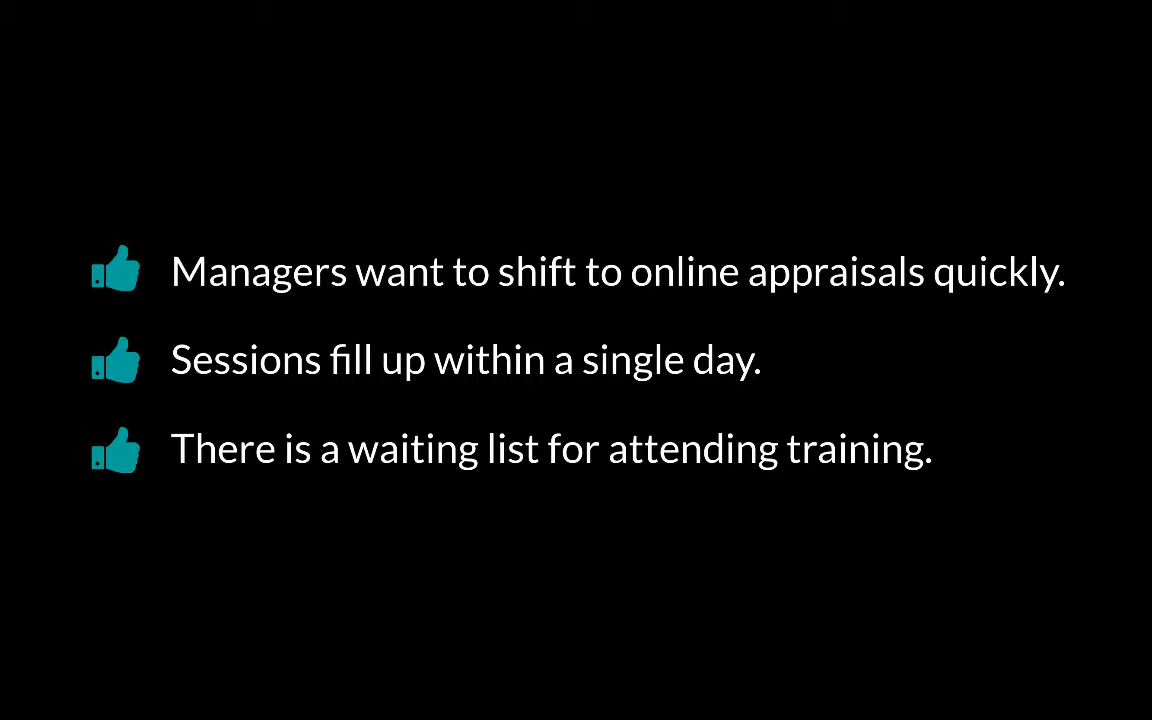 Managers want to shift to online appraisals quickly.
Sessions fill up within a single day.
There is a waiting list for attending training.